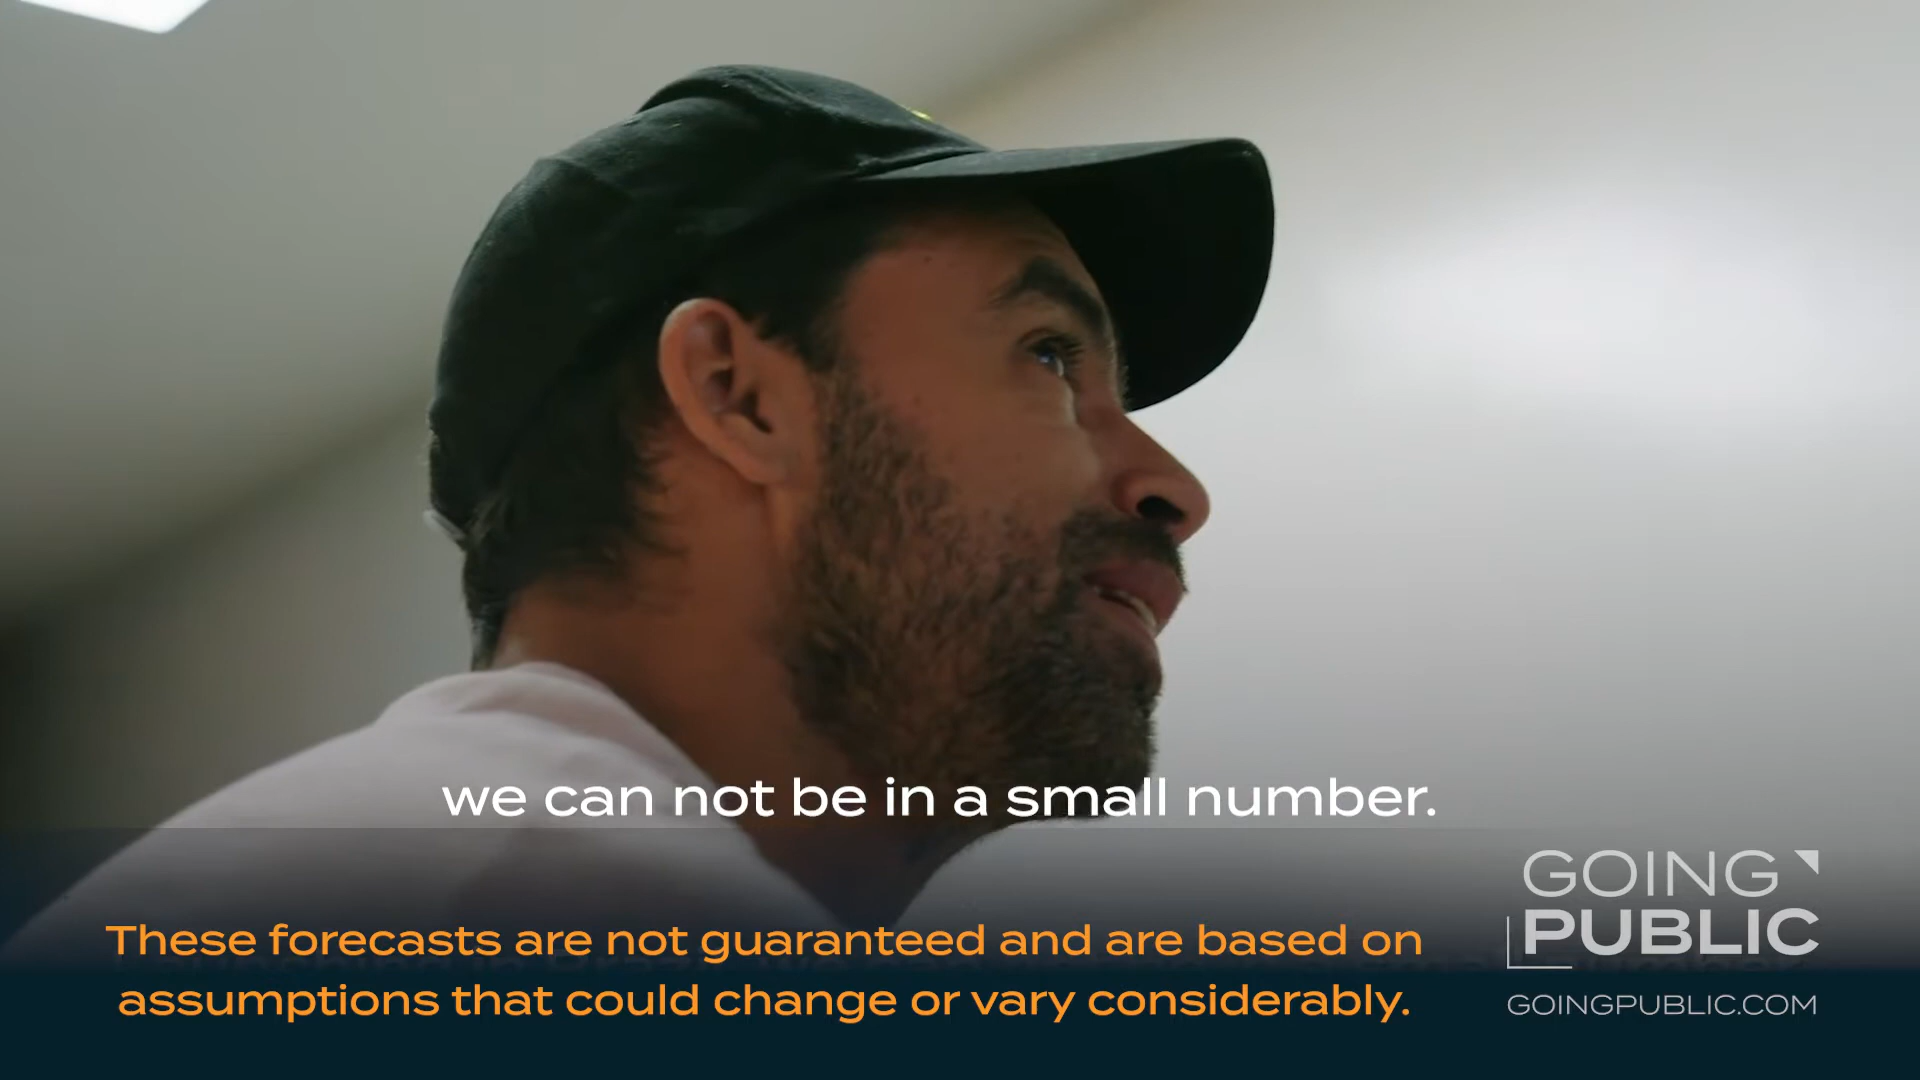 we can not be in a small number.
These forecasts are not guaranteed and are based on
assumptions that could change or vary considerably.
GOING
PUBLIC
GOINGPUBLIC.COM